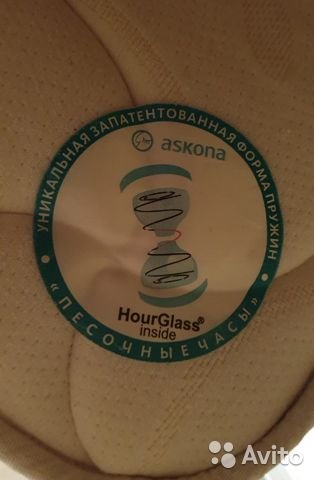 УНИКАЛЬНАЯ ЗАПАТЕНТОВАННАЯ ФОРМА ПРУЖИН
askona
HourGlass®
inside
• "ПЕСОЧНЫЕ ЧАСЫ" •
Avito